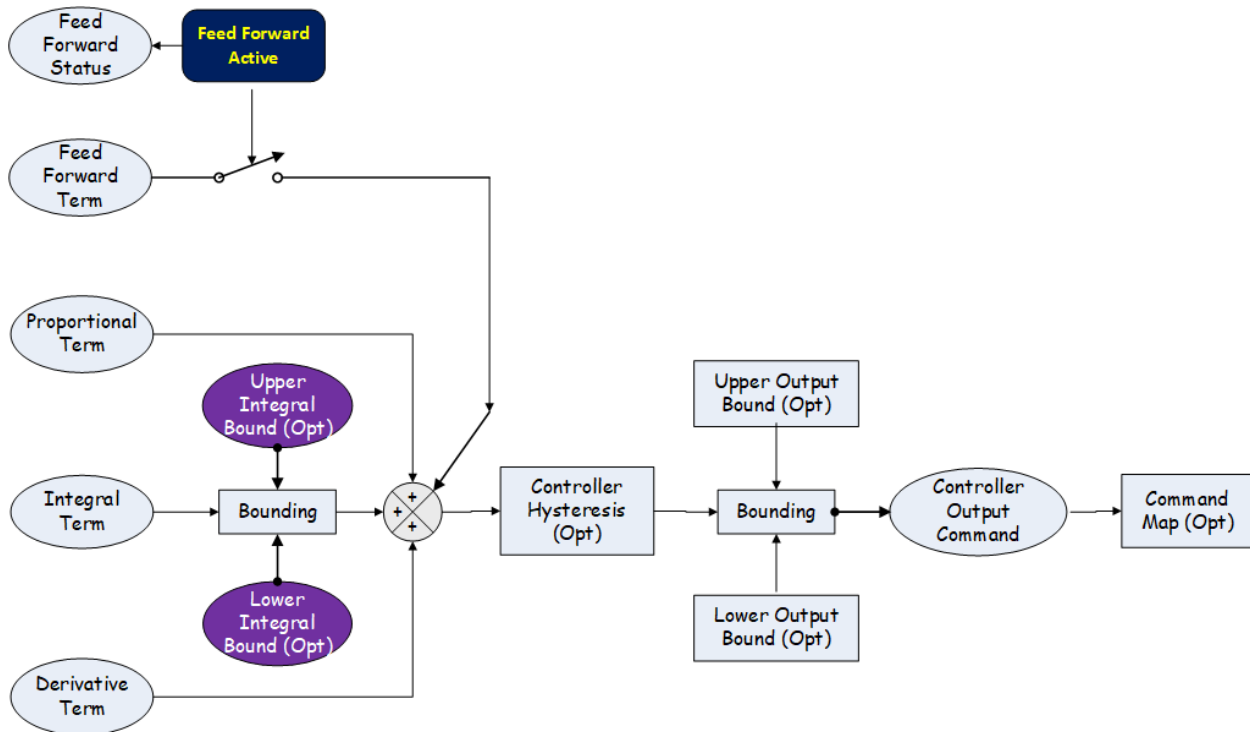 Feed
Forward
Status
Feed Forward
Active
Feed
Forward
Term
Proportional
Term
Upper
Integral
Bound (Opt)
Upper Output
Bound (Opt)
Integral
Term
Bounding
+
+
+
Controller
Hysteresis
(Opt)
Bounding
Controller
Output
Command
Command
Map (Opt)
Lower
Integral
Bound (Opt)
Lower Output
Bound (Opt)
Derivative
Term